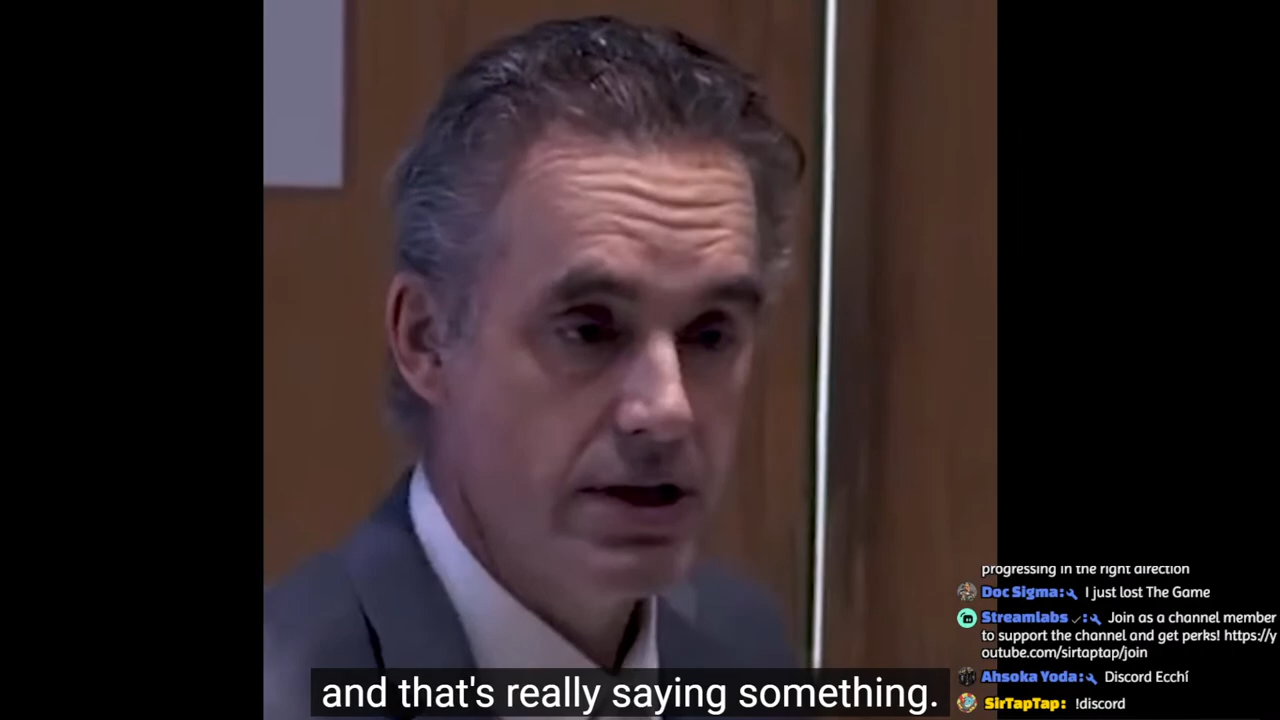 progressing in the right direction
Doc Sigma: I just lost The Game
Streamlabs ✓: Join as a channel member
to support the channel and get perks! https://y
outube.com/sirtaptap/join
Ahsoka Yoda: Discord Ecchí
SirTapTap: !discord
and that's really saying something.